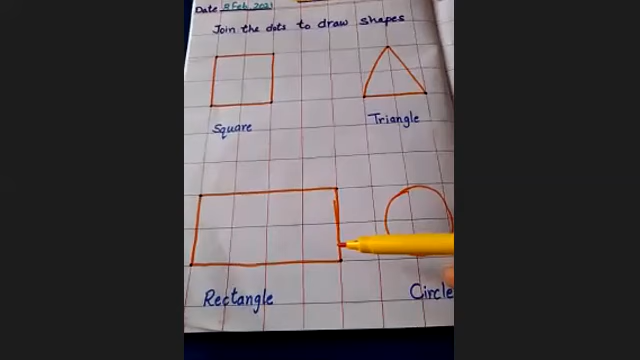 Date 8 Feb 2021
Join the dots to draw shapes
Square
Triangle
Rectangle
Circle